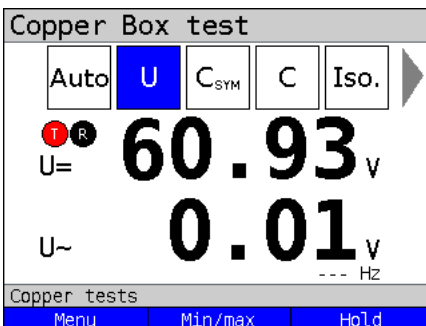 Copper Box test
Auto U CSYM C Iso.
T R
U= 60.93 V
U~ 0.01 V
--- Hz
Copper tests
Menu Min/max Hold